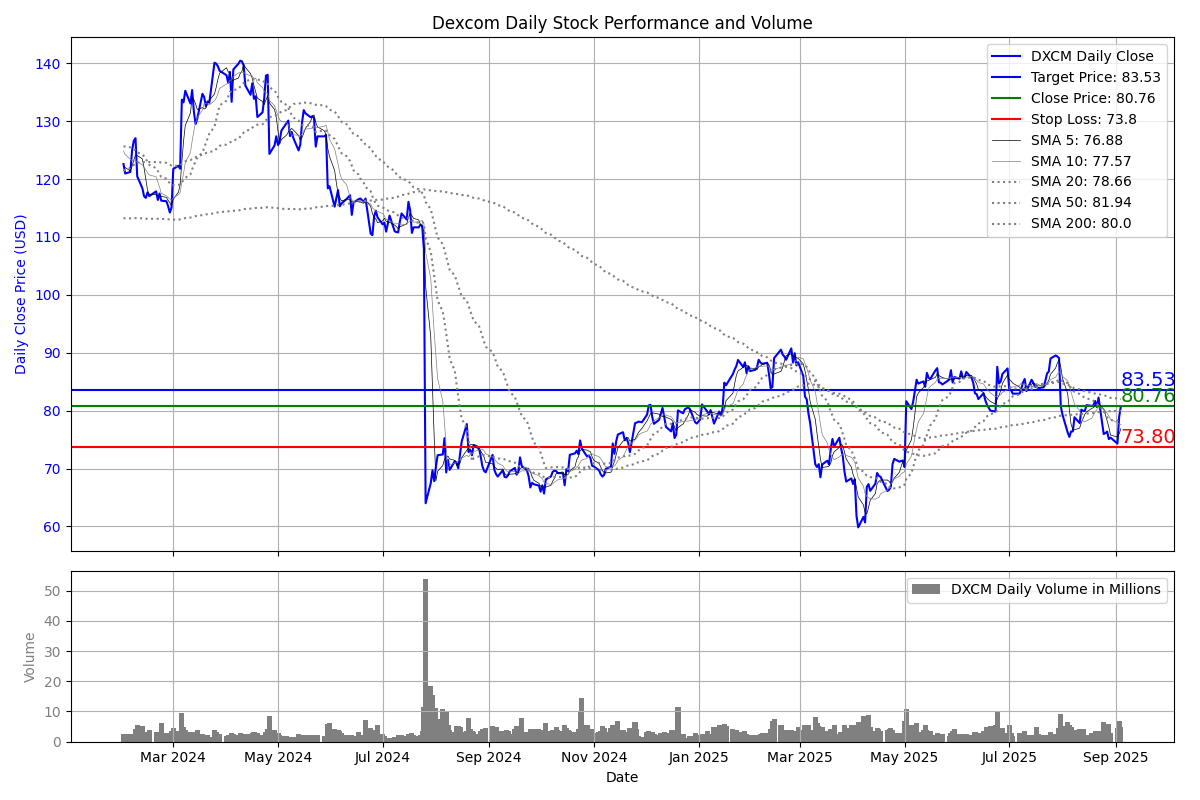 Dexcom Daily Stock Performance and Volume
Daily Close Price (USD)
140
130
120
110
100
90
80
70
60
DXCM Daily Close
Target Price: 83.53
Close Price: 80.76
Stop Loss: 73.8
SMA 5: 76.88
SMA 10: 77.57
SMA 20: 78.66
SMA 50: 81.94
SMA 200: 80.0
83.53
80.76
73.80
Volume
50
40
30
20
10
0
DXCM Daily Volume in Millions
Mar 2024
May 2024
Jul 2024
Sep 2024
Nov 2024
Jan 2025
Mar 2025
May 2025
Jul 2025
Sep 2025
Date